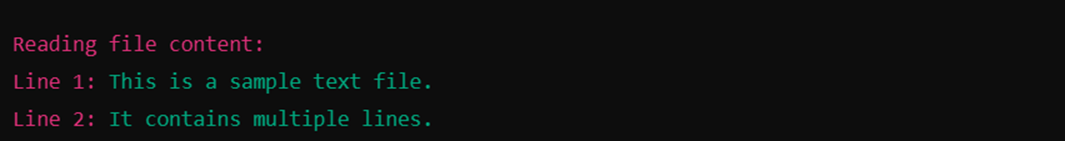 Reading file content:
Line 1: This is a sample text file.
Line 2: It contains multiple lines.